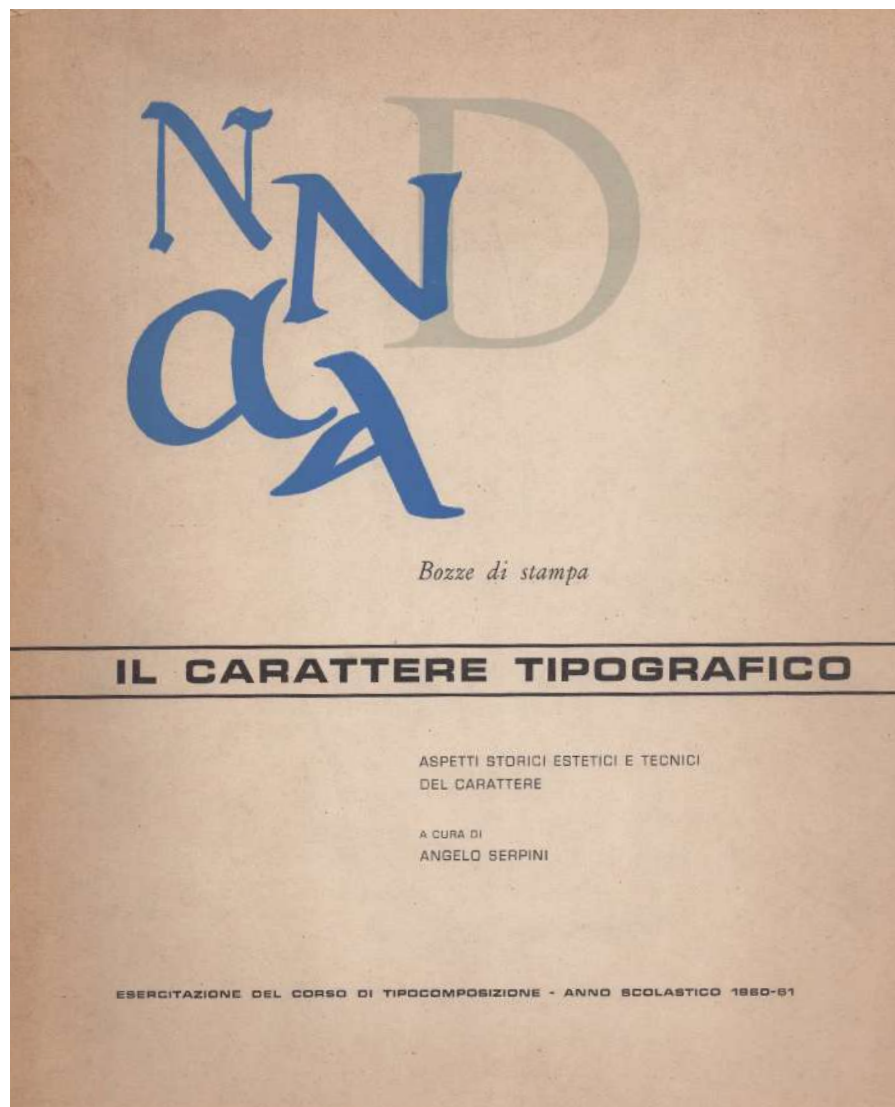 N
D
N
a
A
Bozze di stampa
IL CARATTERE TIPOGRAFICO
ASPETTI STORICI ESTETICI E TECNICI
DEL CARATTERE
A CURA DI
ANGELO SERPINI
ESERCITAZIONE DEL CORSO DI TIPOCOMPOSIZIONE - ANNO SCOLASTICO 1960-61